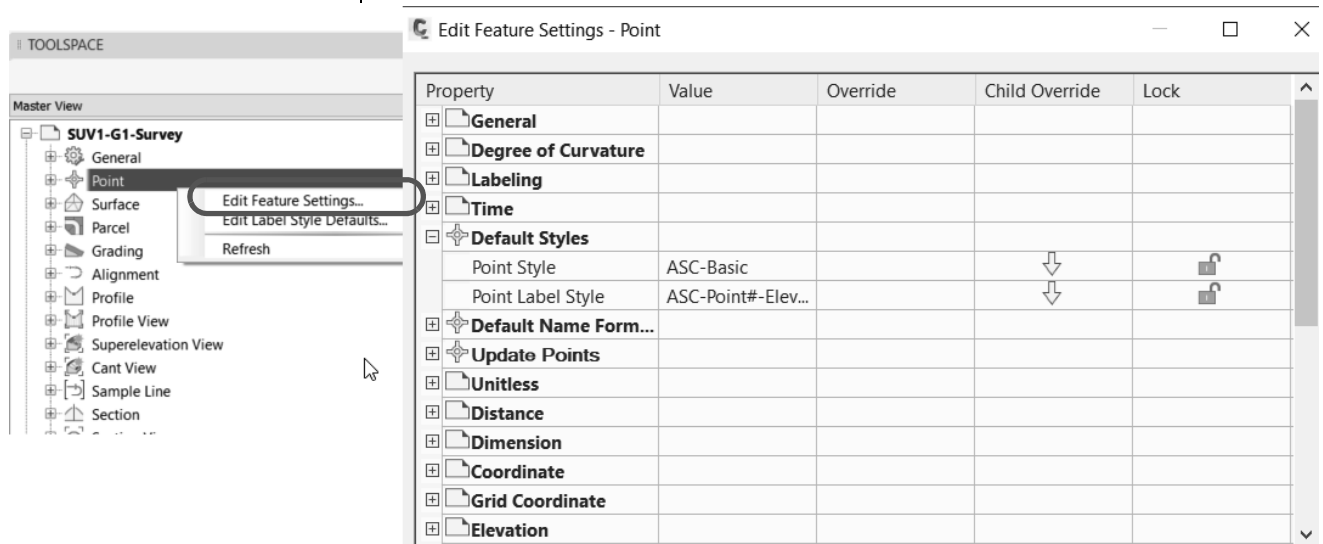 TOOLSPACE
Master View
SUV1-G1-Survey
General
Point
Surface
Parcel
Grading
Alignment
Profile
Profile View
Superelevation View
Cant View
Sample Line
Section
Edit Feature Settings...
Edit Label Style Defaults...
Refresh
Edit Feature Settings - Point
Property Value Override Child Override Lock
General
Degree of Curvature
Labeling
Time
Default Styles
Point Style ASC-Basic
Point Label Style ASC-Point#-Elev...
Default Name Form...
Update Points
Unitless
Distance
Dimension
Coordinate
Grid Coordinate
Elevation